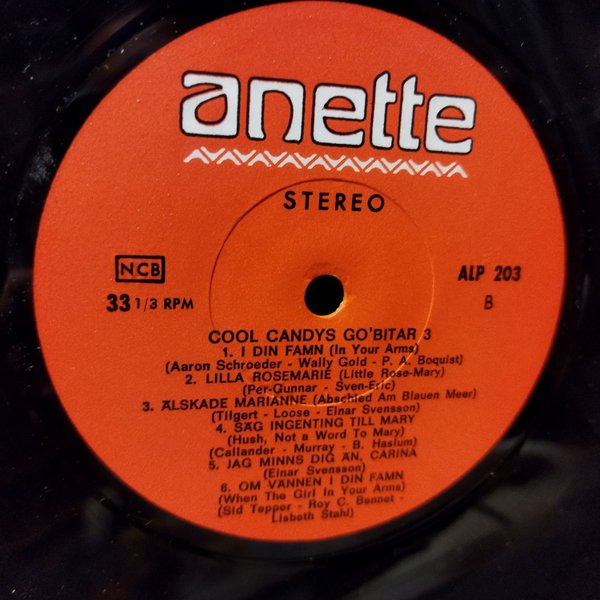 anette
STEREO
NCB
ALP 203
33 1/3 RPM
B
COOL CANDYS GO'BITAR 3
1. I DIN FAMN (In Your Arms)
(Aaron Schroeder - Wally Gold - P. A. Boquist)
2. LILLA ROSEMARIE (Little Rose-Mary)
(Per-Gunnar - Sven-Eric)
3. ÄLSKADE MARIANNE (Abschied Am Blauen Meer)
(Tilgert - Loose - Einar Svensson)
4. SÄG INGENTING TILL MARY
(Hush, Not a Word To Mary)
(Callander - Murray - B. Haslum)
5. JAG MINNS DIG ÄN, CARINA
(Einar Svensson)
6. OM VÄNNEN I DIN FAMN
(When The Girl In Your Arms)
(Sid Tepper - Roy C. Bennet -
Lisbeth Stahl)